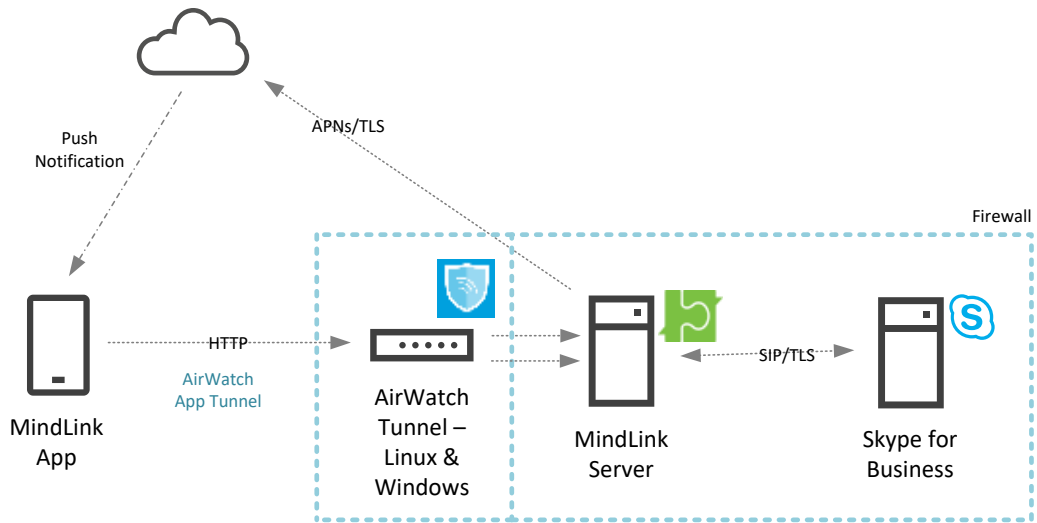 Push
Notification
APNs/TLS
Firewall
HTTP
AirWatch
App Tunnel
SIP/TLS
MindLink
App
AirWatch
Tunnel –
Linux &
Windows
MindLink
Server
Skype for
Business
S